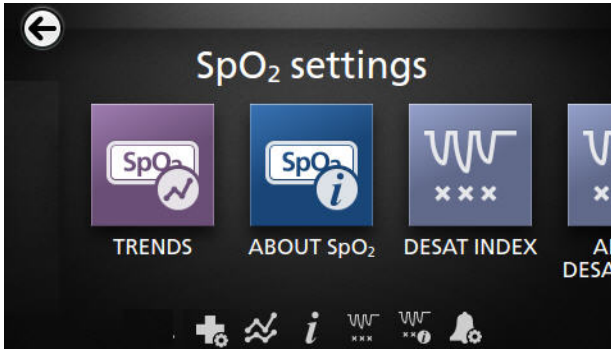 SpO₂ settings
SpO₂
SpO₂
TRENDS
ABOUT SpO₂
DESAT INDEX